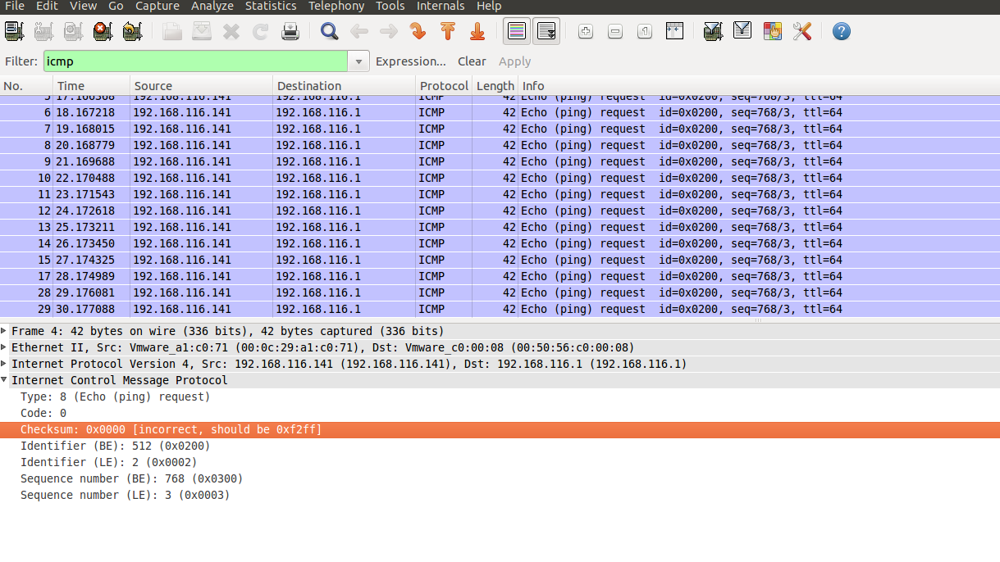 File Edit View Go Capture Analyze Statistics Telephony Tools Internals Help
Filter: icmp Expression... Clear Apply
No. Time Source Destination Protocol Length Info
5 17.166368 192.168.116.141 192.168.116.1 ICMP 42 Echo (ping) request id=0x0200, seq=768/3, ttl=64
6 18.167218 192.168.116.141 192.168.116.1 ICMP 42 Echo (ping) request id=0x0200, seq=768/3, ttl=64
7 19.168015 192.168.116.141 192.168.116.1 ICMP 42 Echo (ping) request id=0x0200, seq=768/3, ttl=64
8 20.168779 192.168.116.141 192.168.116.1 ICMP 42 Echo (ping) request id=0x0200, seq=768/3, ttl=64
9 21.169688 192.168.116.141 192.168.116.1 ICMP 42 Echo (ping) request id=0x0200, seq=768/3, ttl=64
10 22.170488 192.168.116.141 192.168.116.1 ICMP 42 Echo (ping) request id=0x0200, seq=768/3, ttl=64
11 23.171543 192.168.116.141 192.168.116.1 ICMP 42 Echo (ping) request id=0x0200, seq=768/3, ttl=64
12 24.172618 192.168.116.141 192.168.116.1 ICMP 42 Echo (ping) request id=0x0200, seq=768/3, ttl=64
13 25.173211 192.168.116.141 192.168.116.1 ICMP 42 Echo (ping) request id=0x0200, seq=768/3, ttl=64
14 26.173450 192.168.116.141 192.168.116.1 ICMP 42 Echo (ping) request id=0x0200, seq=768/3, ttl=64
15 27.174325 192.168.116.141 192.168.116.1 ICMP 42 Echo (ping) request id=0x0200, seq=768/3, ttl=64
17 28.174989 192.168.116.141 192.168.116.1 ICMP 42 Echo (ping) request id=0x0200, seq=768/3, ttl=64
28 29.176081 192.168.116.141 192.168.116.1 ICMP 42 Echo (ping) request id=0x0200, seq=768/3, ttl=64
29 30.177088 192.168.116.141 192.168.116.1 ICMP 42 Echo (ping) request id=0x0200, seq=768/3, ttl=64
Frame 4: 42 bytes on wire (336 bits), 42 bytes captured (336 bits)
Ethernet II, Src: Vmware_a1:c0:71 (00:0c:29:a1:c0:71), Dst: Vmware_c0:00:08 (00:50:56:c0:00:08)
Internet Protocol Version 4, Src: 192.168.116.141 (192.168.116.141), Dst: 192.168.116.1 (192.168.116.1)
Internet Control Message Protocol
Type: 8 (Echo (ping) request)
Code: 0
Checksum: 0x0000 [incorrect, should be 0xf2ff]
Identifier (BE): 512 (0x0200)
Identifier (LE): 2 (0x0002)
Sequence number (BE): 768 (0x0300)
Sequence number (LE): 3 (0x0003)